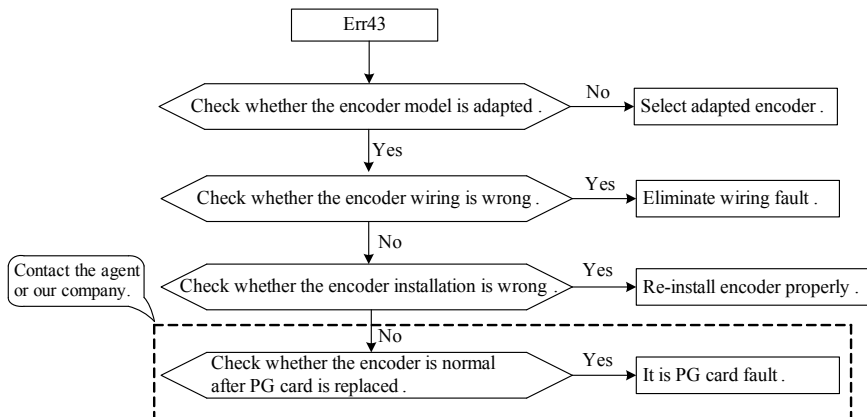 Err43
Check whether the encoder model is adapted .
No
Select adapted encoder .
Yes
Check whether the encoder wiring is wrong .
Yes
Eliminate wiring fault .
No
Contact the agent
or our company.
Check whether the encoder installation is wrong .
Yes
Re-install encoder properly .
No
Check whether the encoder is normal
after PG card is replaced .
Yes
It is PG card fault .